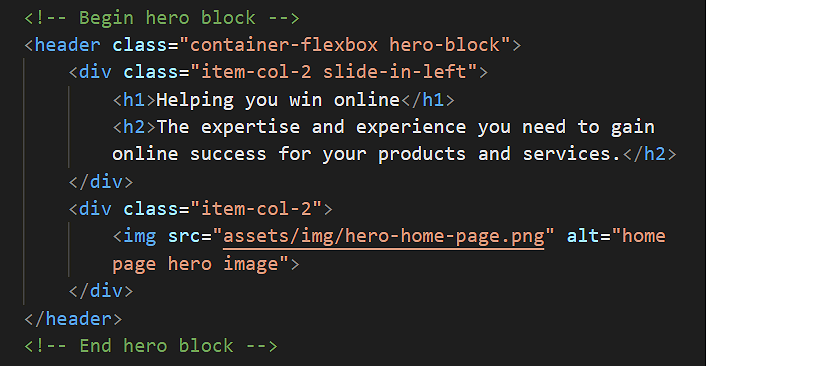 <!-- Begin hero block -->
<header class="container-flexbox hero-block">
<div class="item-col-2 slide-in-left">
<h1>Helping you win online</h1>
<h2>The expertise and experience you need to gain
online success for your products and services.</h2>
</div>
<div class="item-col-2">
<img src="assets/img/hero-home-page.png" alt="home
page hero image">
</div>
</header>
<!-- End hero block -->